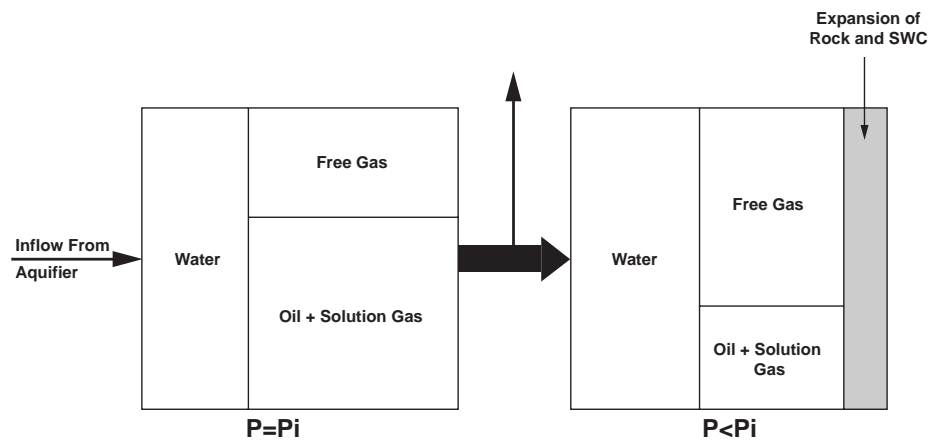 Expansion of
Rock and SWC
Free Gas
Inflow From
Aquifier
Water
Oil + Solution Gas
Free Gas
Water
Oil + Solution
Gas
P=Pi
P<Pi